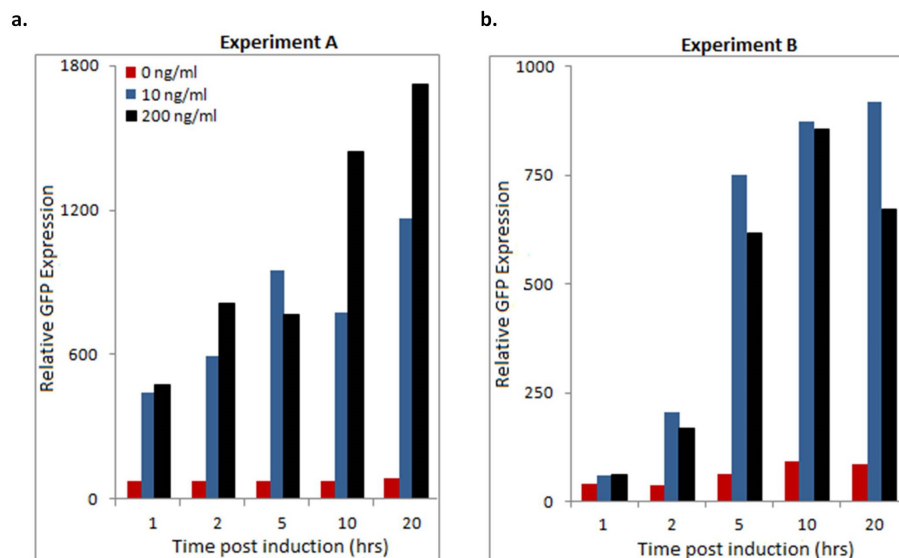 a.
Experiment A
1800
1200
600
0
Relative GFP Expression
0 ng/ml
10 ng/ml
200 ng/ml
1 2 5 10 20
Time post induction (hrs)
b.
Experiment B
1000
750
500
250
0
Relative GFP Expression
1 2 5 10 20
Time post induction (hrs)